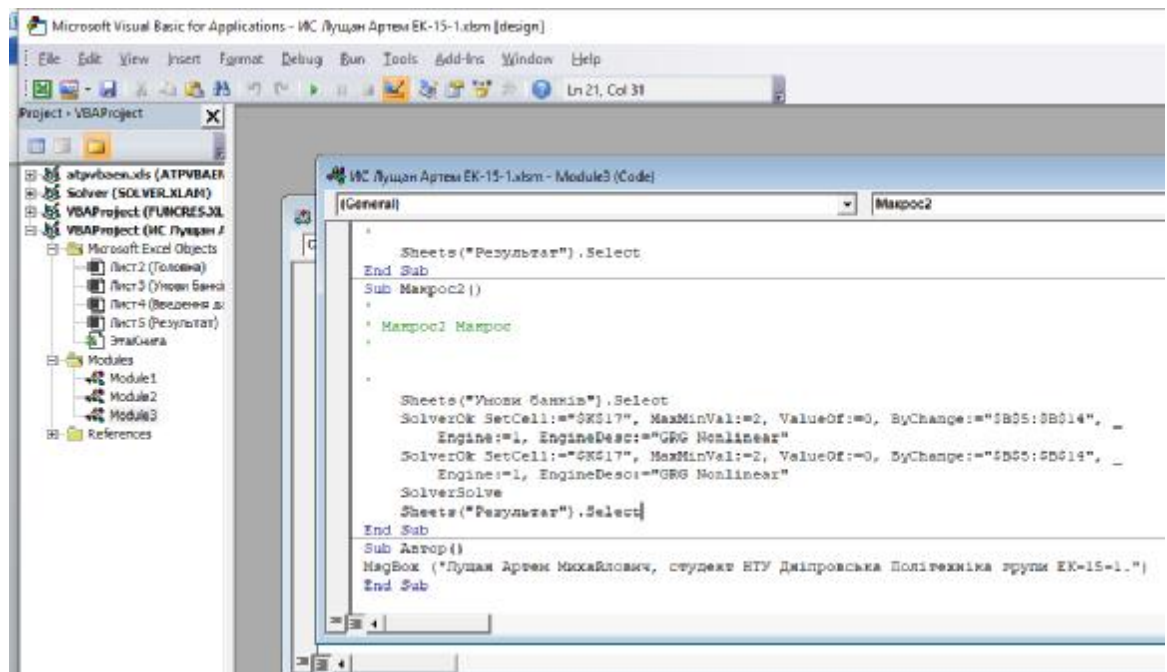 Microsoft Visual Basic for Applications - ИС Лущан Артем ЕК-15-1.xlsm [design]
File Edit View Insert Format Debug Run Tools Add-Ins Window Help
Ln 21, Col 31
Project - VBAProject
atpvbaen.xls (ATPVBAEN
Solver (SOLVER.XLAM)
VBAProject (FUNCRES.XL
VBAProject (ИС Лущан А
Microsoft Excel Objects
Лист2 (Головна)
Лист3 (Умови банкі
Лист4 (Введення д
Лист5 (Результат)
ЭтаКнига
Modules
Module1
Module2
Module3
References
ИС Лущан Артем ЕК-15-1.xlsm - Module3 (Code)
(General) Макрос2
'
Sheets("Результат").Select
End Sub
Sub Макрос2()
'
' Макрос2 Макрос
'
'
Sheets("Умови банків").Select
SolverOk SetCell:="$K$17", MaxMinVal:=2, ValueOf:=0, ByChange:="$B$5:$B$14", _
Engine:=1, EngineDesc:="GRG Nonlinear"
SolverOk SetCell:="$K$17", MaxMinVal:=2, ValueOf:=0, ByChange:="$B$5:$B$14", _
Engine:=1, EngineDesc:="GRG Nonlinear"
SolverSolve
Sheets("Результат").Select
End Sub
Sub Автор()
MsgBox ("Лущан Артем Михайлович, студент НТУ Дніпровська Політехніка групи ЕК-15-1.")
End Sub